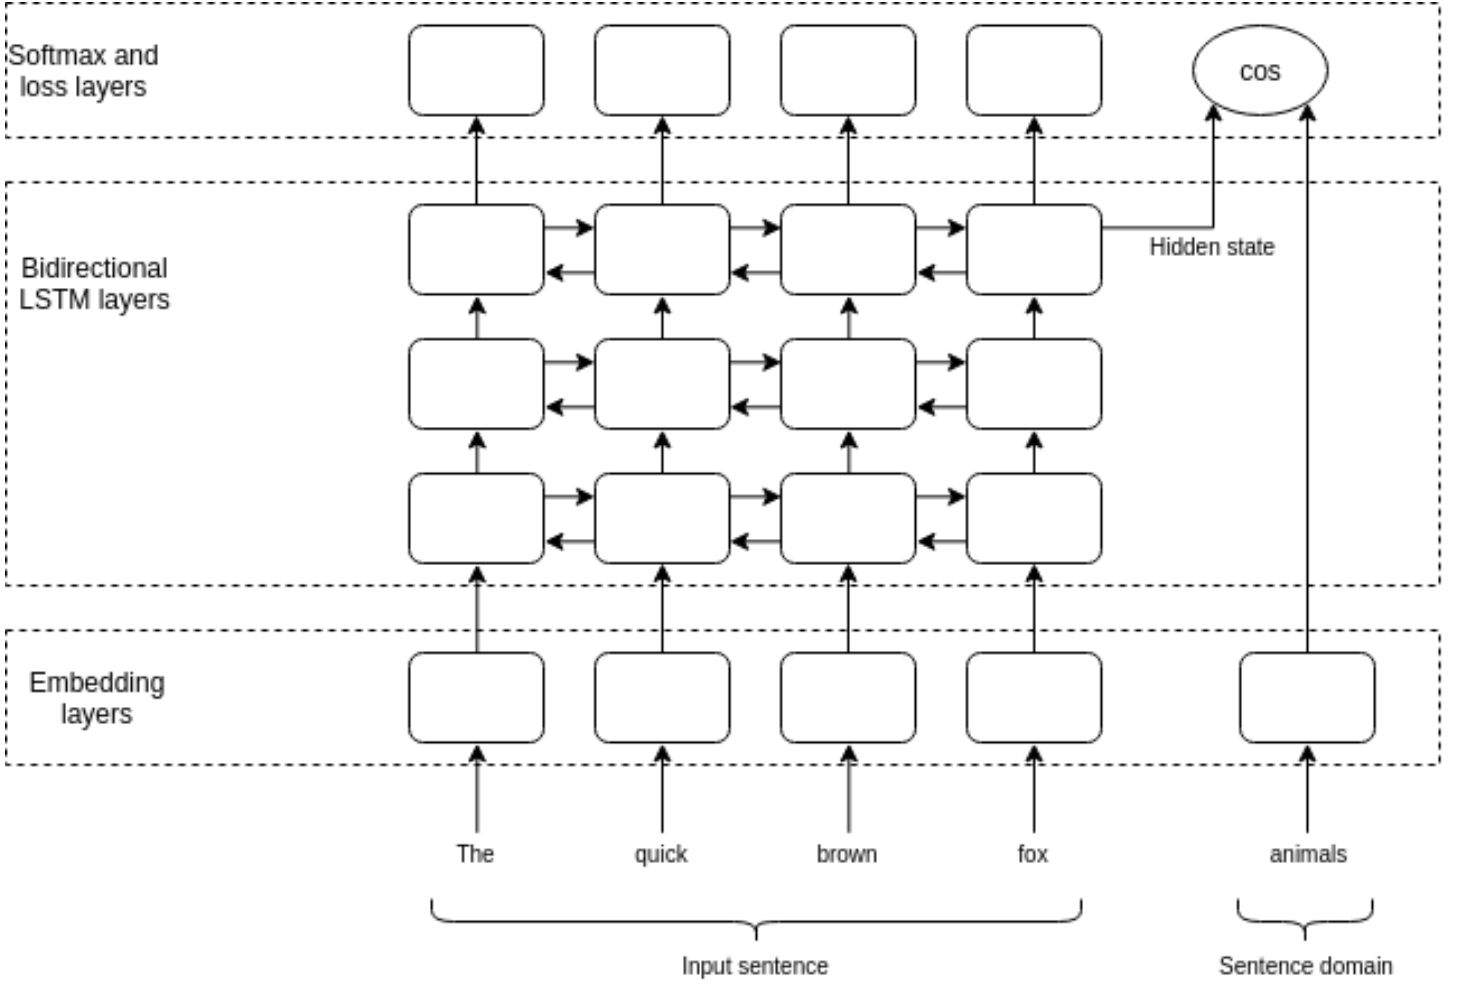 Softmax and
loss layers
cos
Bidirectional
LSTM layers
Hidden state
Embedding
layers
The quick brown fox animals
Input sentence Sentence domain